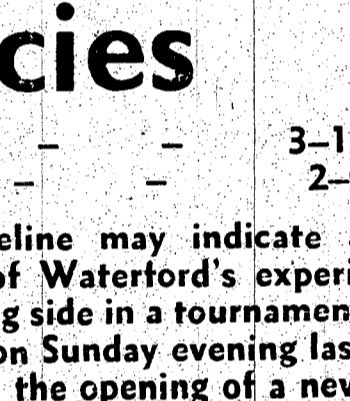 cies
– – 3–1
– – 2–
eline may indicate
of Waterford's experi
g side in a tournamen
on Sunday evening las
the opening of a new